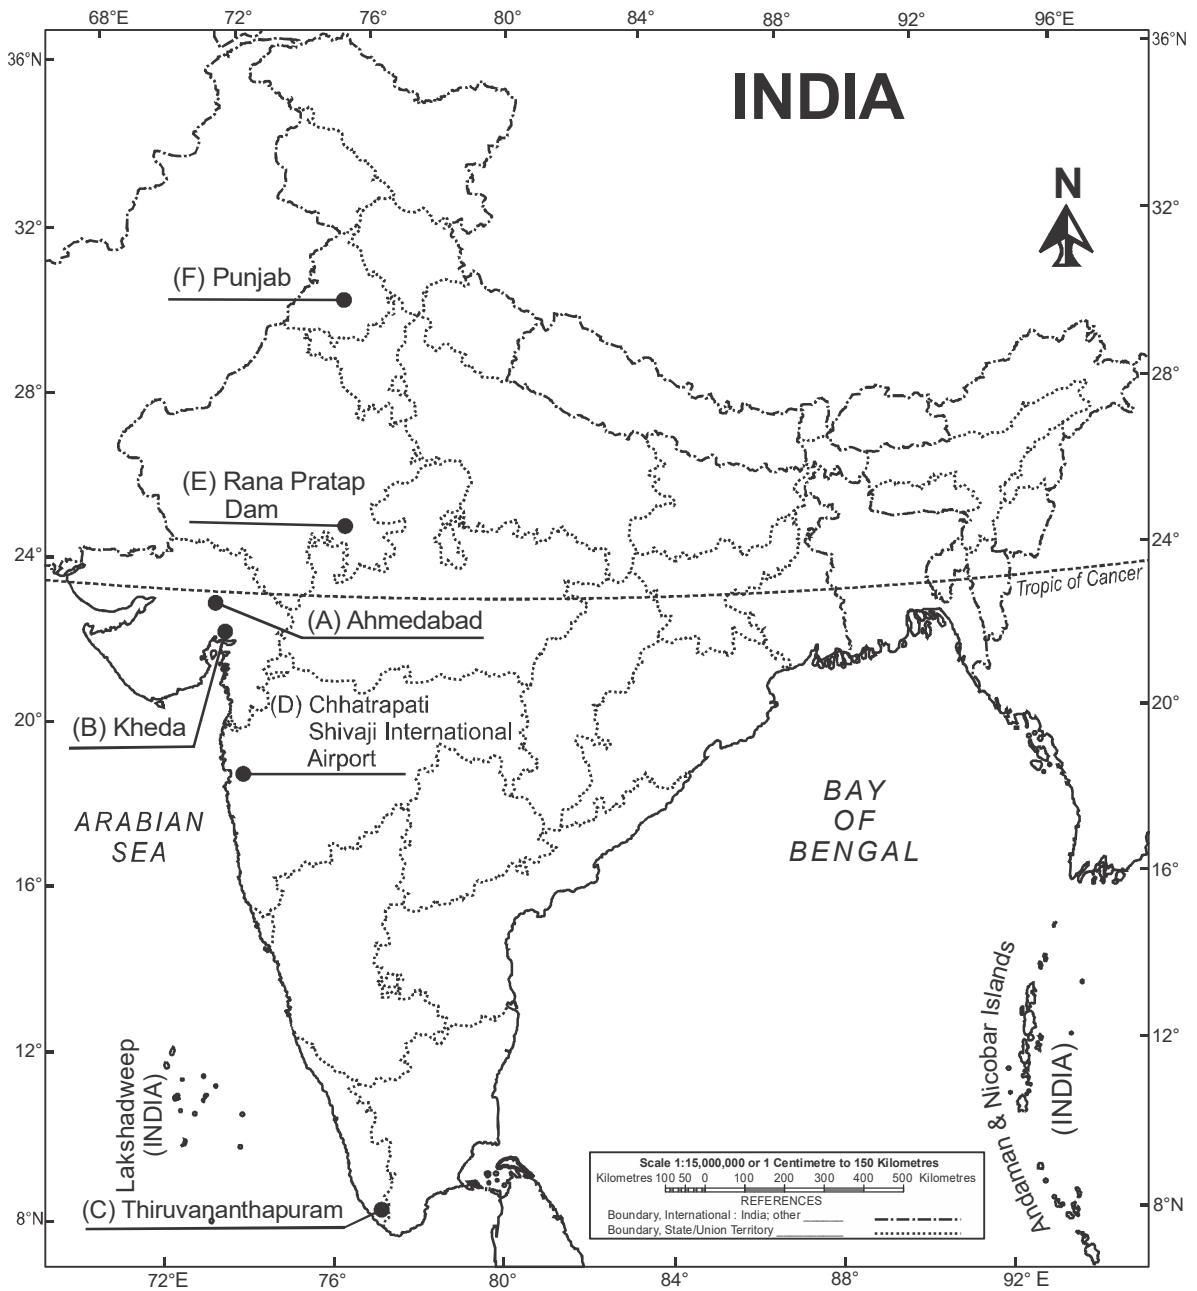 68°E 72° 76° 80° 84° 88° 92° 96°E
36°N
36°N
INDIA
N
32°
32°
(F) Punjab
28°
28°
(E) Rana Pratap
Dam
24°
24°
Tropic of Cancer
(A) Ahmedabad
(B) Kheda
(D) Chhatrapati
Shivaji International
Airport
20°
20°
ARABIAN
SEA
BAY
OF
BENGAL
16°
16°
Lakshadweep
(INDIA)
Andaman & Nicobar Islands
(INDIA)
12°
12°
(C) Thiruvananthapuram
8°N
8°N
Scale 1:15,000,000 or 1 Centimetre to 150 Kilometres
Kilometres 100 50 0 100 200 300 400 500 Kilometres
REFERENCES
Boundary, International : India; other
Boundary, State/Union Territory
72°E 76° 80° 84° 88° 92° E